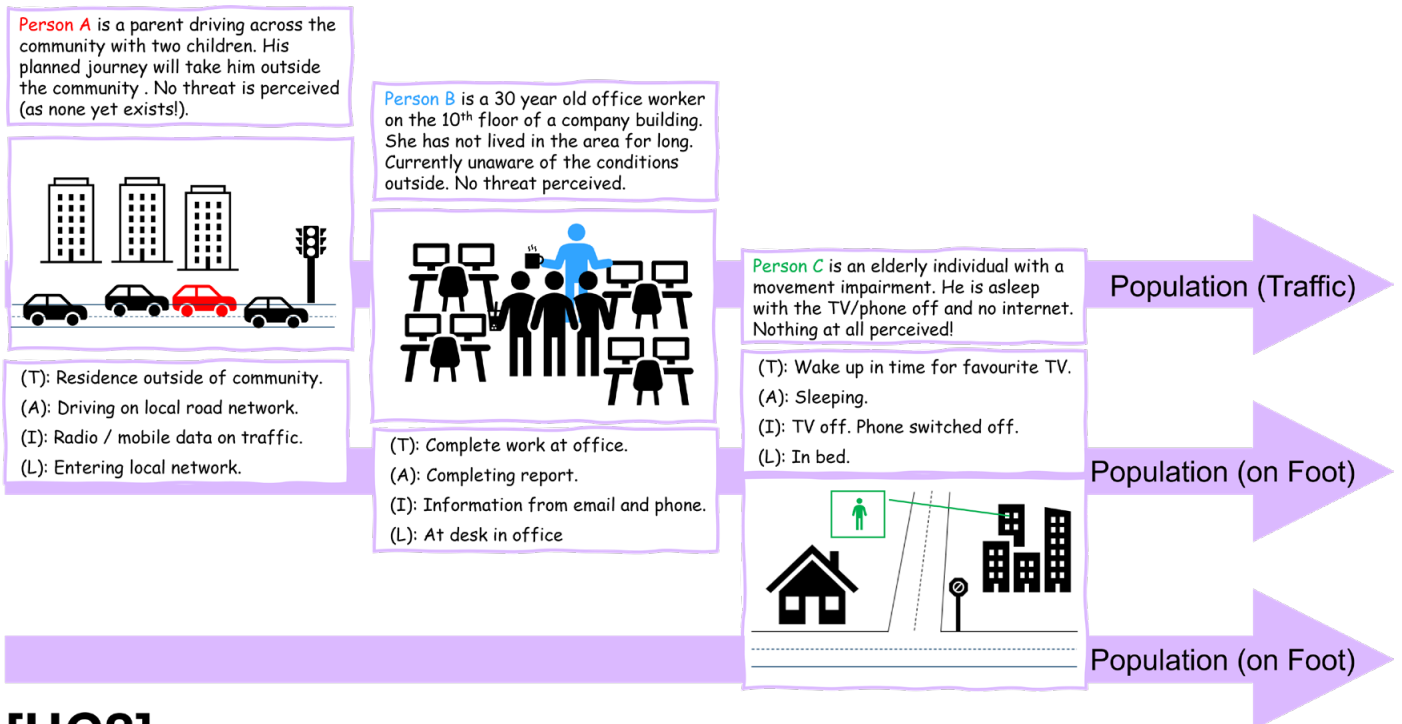 Person A is a parent driving across the
community with two children. His
planned journey will take him outside
the community . No threat is perceived
(as none yet exists!).
(T): Residence outside of community.
(A): Driving on local road network.
(I): Radio / mobile data on traffic.
(L): Entering local network.
Person B is a 30 year old office worker
on the 10th floor of a company building.
She has not lived in the area for long.
Currently unaware of the conditions
outside. No threat perceived.
(T): Complete work at office.
(A): Completing report.
(I): Information from email and phone.
(L): At desk in office
Person C is an elderly individual with a
movement impairment. He is asleep
with the TV/phone off and no internet.
Nothing at all perceived!
(T): Wake up in time for favourite TV.
(A): Sleeping.
(I): TV off. Phone switched off.
(L): In bed.
Population (Traffic)
Population (on Foot)
Population (on Foot)